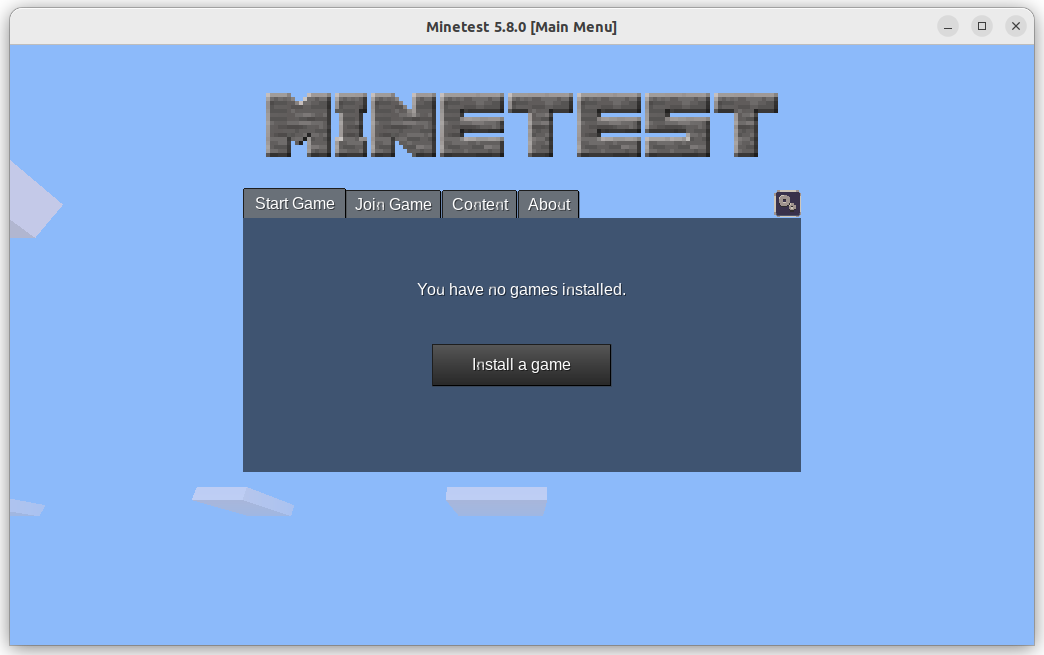 Minetest 5.8.0 [Main Menu]
MINETEST
Start Game Join Game Content About
You have no games installed.
Install a game